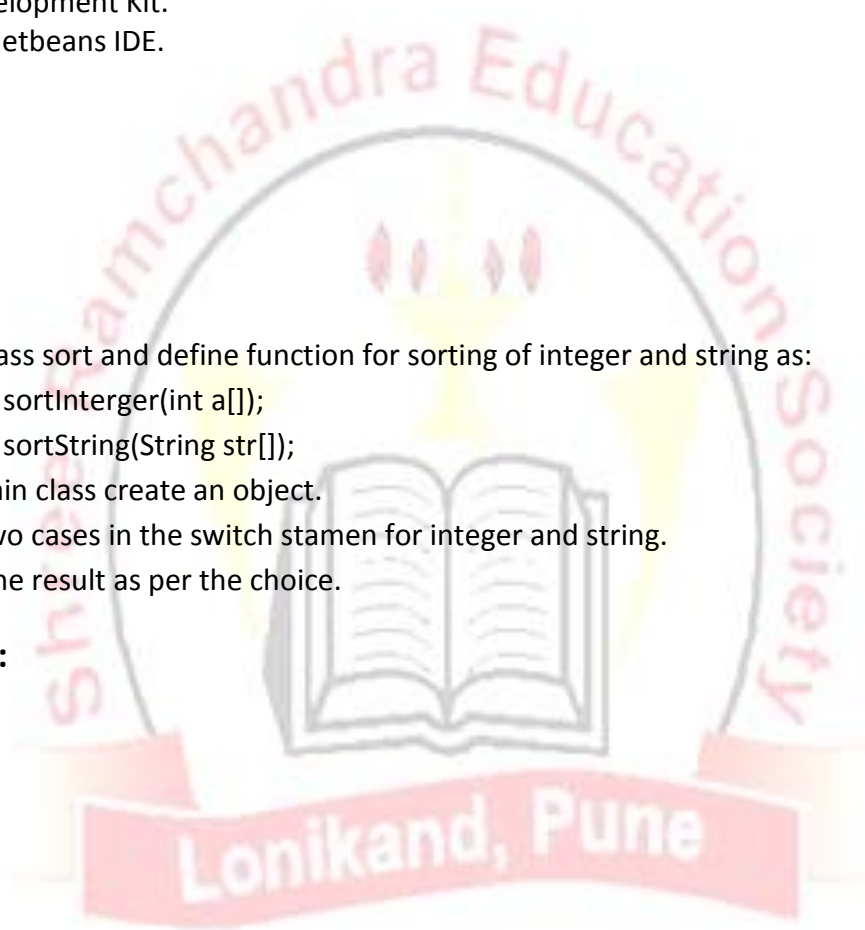 elopment Kit.
etbeans IDE.
Shree Ramchandra Education Society
ass sort and define function for sorting of integer and string as:
sortInterger(int a[]);
sortString(String str[]);
ain class create an object.
vo cases in the switch stamen for integer and string.
he result as per the choice.
:
Lonikand, Pune